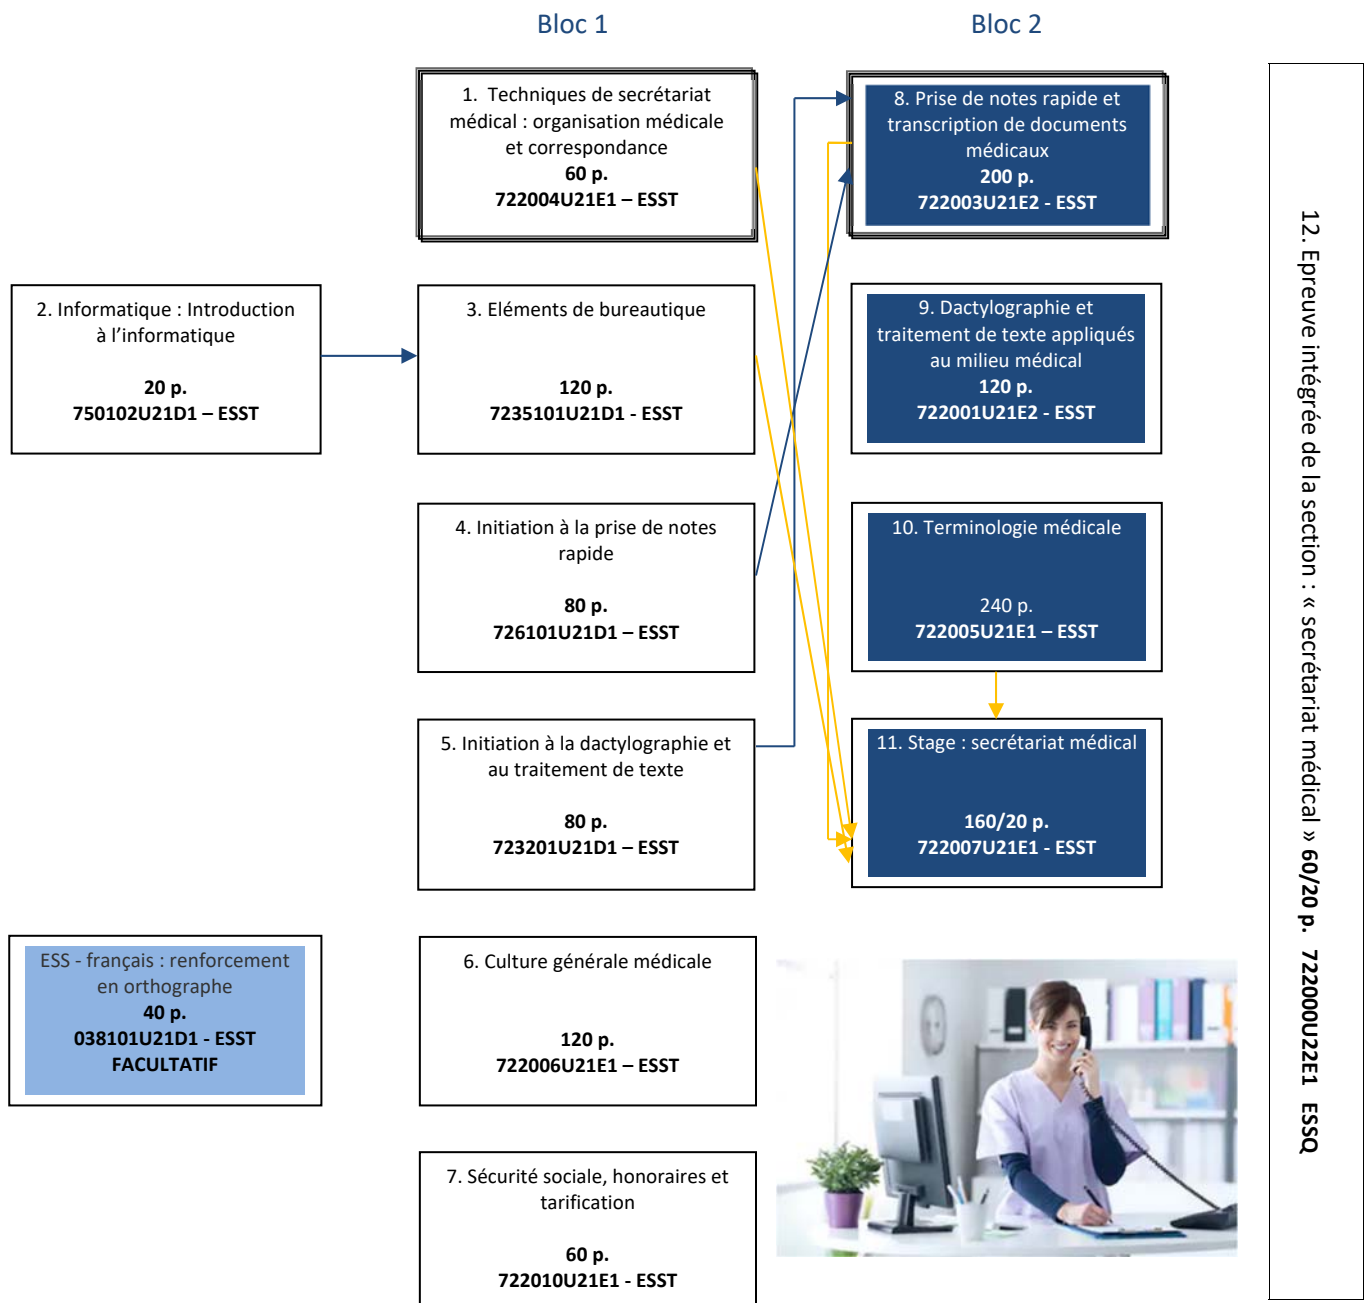 Bloc 1
Bloc 2
1. Techniques de secrétariat
médical : organisation médicale
et correspondance
60 p.
722004U21E1 – ESST
8. Prise de notes rapide et
transcription de documents
médicaux
200 p.
722003U21E2 - ESST
2. Informatique : Introduction
à l’informatique
20 p.
750102U21D1 – ESST
3. Eléments de bureautique
120 p.
7235101U21D1 - ESST
9. Dactylographie et
traitement de texte appliqués
au milieu médical
120 p.
722001U21E2 - ESST
4. Initiation à la prise de notes
rapide
80 p.
726101U21D1 – ESST
10. Terminologie médicale
240 p.
722005U21E1 – ESST
5. Initiation à la dactylographie et
au traitement de texte
80 p.
723201U21D1 – ESST
11. Stage : secrétariat médical
160/20 p.
722007U21E1 - ESST
ESS - français : renforcement
en orthographe
40 p.
038101U21D1 - ESST
FACULTATIF
6. Culture générale médicale
120 p.
722006U21E1 – ESST
7. Sécurité sociale, honoraires et
tarification
60 p.
722010U21E1 - ESST
12. Epreuve intégrée de la section : « secrétariat médical » 60/20 p. 722000U22E1 ESSQ